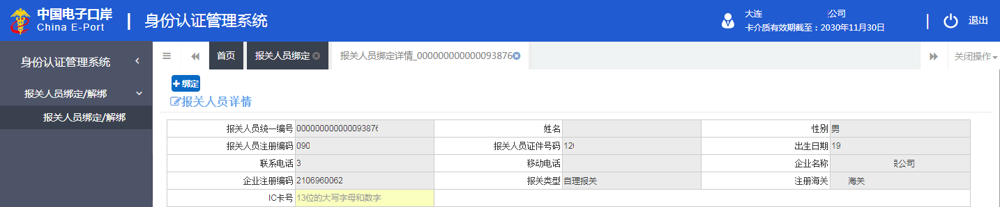 中国电子口岸
China E-Port
身份认证管理系统
大连 公司
卡介质有效期截至：2030年11月30日
退出
身份认证管理系统
首页 报关人员绑定 报关人员绑定详情_000000000000093876 关闭操作
报关人员绑定/解绑
报关人员绑定/解绑
绑定
报关人员详情
报关人员统一编号 000000000000093876 姓名 性别 男
报关人员注册编码 090 报关人员证件号码 12 出生日期 19
联系电话 3 移动电话 企业名称 公司
企业注册编码 2106960062 报关类型 自理报关 注册海关 海关
IC卡号 13位的大写字母和数字